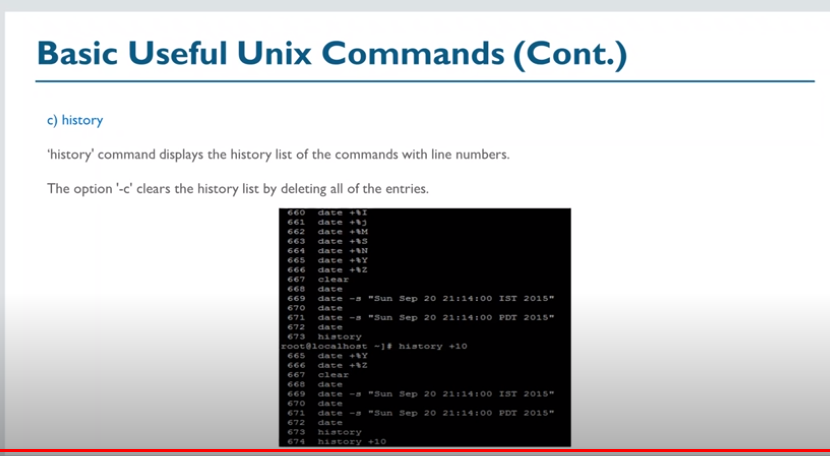 Basic Useful Unix Commands (Cont.)
c) history
'history' command displays the history list of the commands with line numbers.
The option '-c' clears the history list by deleting all of the entries.
660 date +%I
661 date +%j
662 date +%M
663 date +%S
664 date +%N
665 date +%Y
666 date +%Z
667 clear
668 date
669 date -s "Sun Sep 20 21:14:00 IST 2015"
670 date
671 date -s "Sun Sep 20 21:14:00 PDT 2015"
672 date
673 history
root@localhost ~]# history +10
665 date +%Y
666 date +%Z
667 clear
668 date
669 date -s "Sun Sep 20 21:14:00 IST 2015"
670 date
671 date -s "Sun Sep 20 21:14:00 PDT 2015"
672 date
673 history
674 history +10